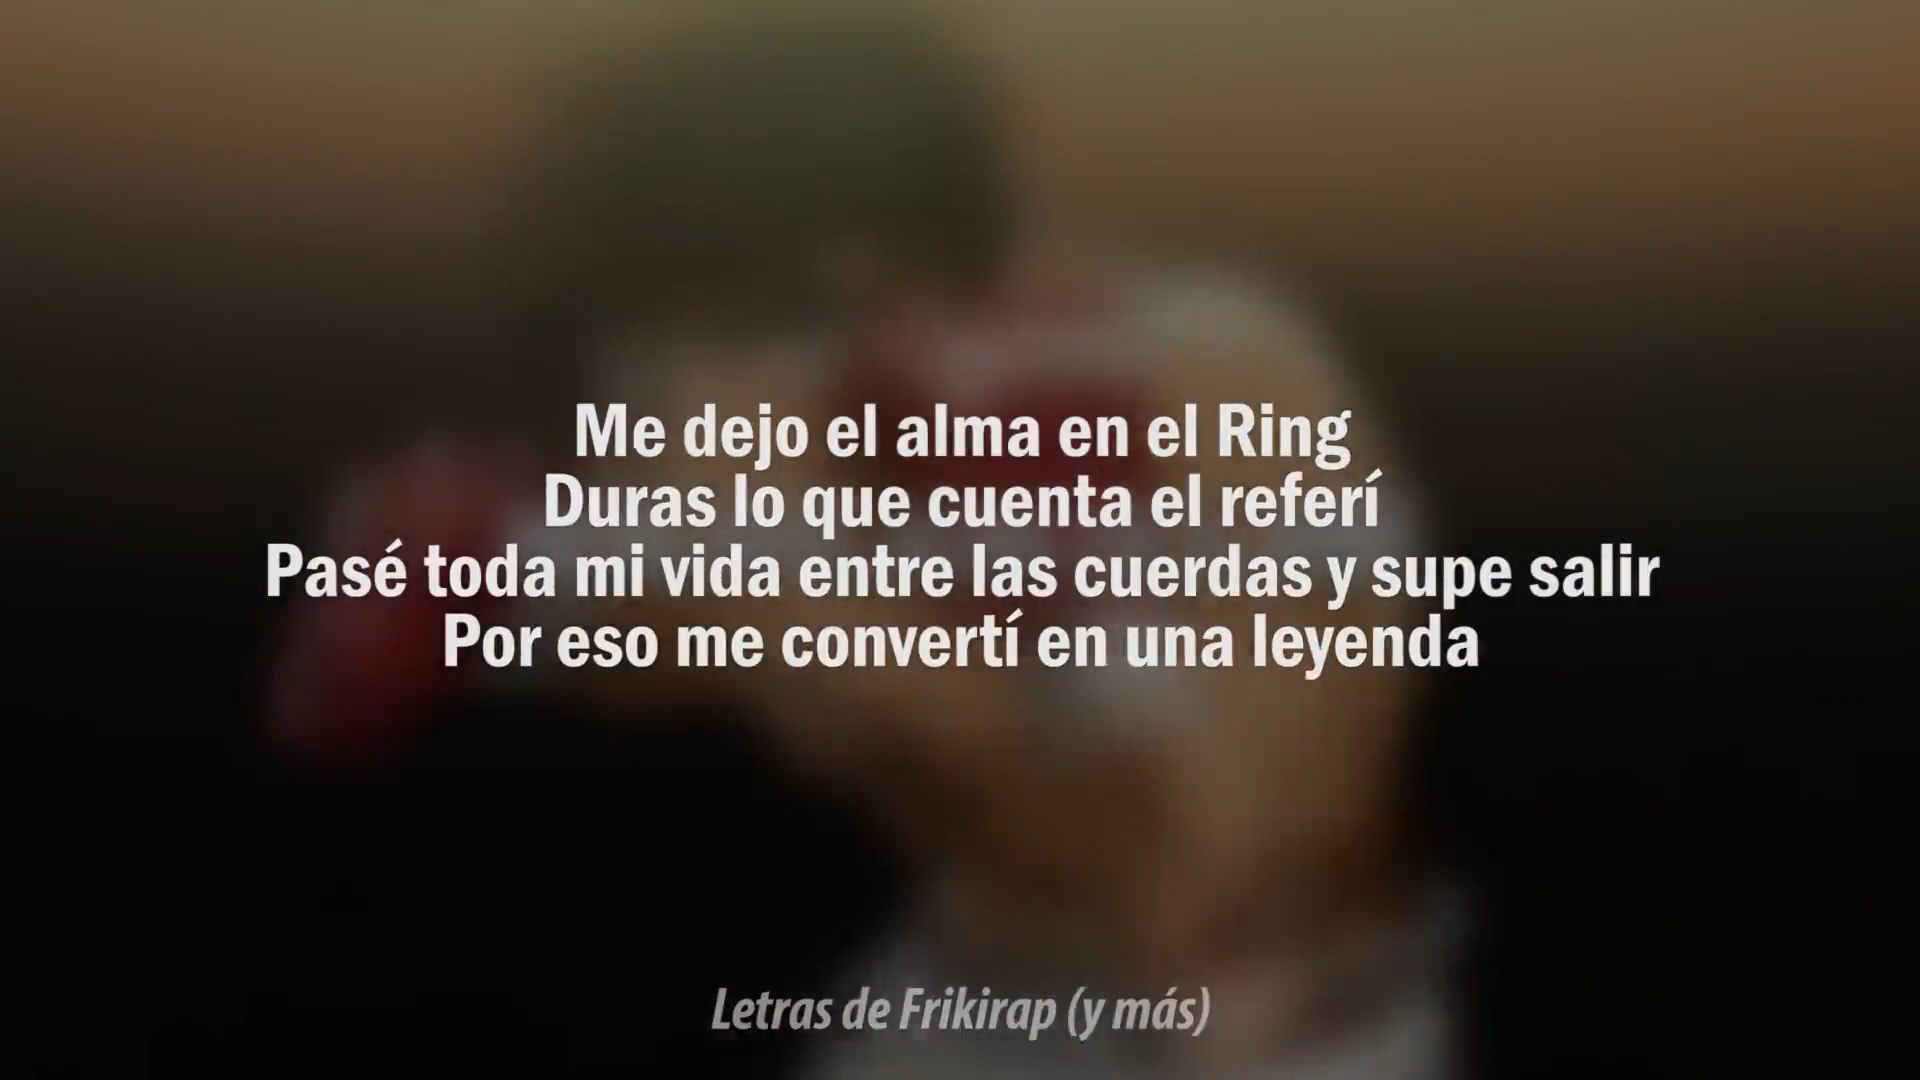 Me dejo el alma en el Ring
Duras lo que cuenta el referí
Pasé toda mi vida entre las cuerdas y supe salir
Por eso me convertí en una leyenda
Letras de Frikirap (y más)